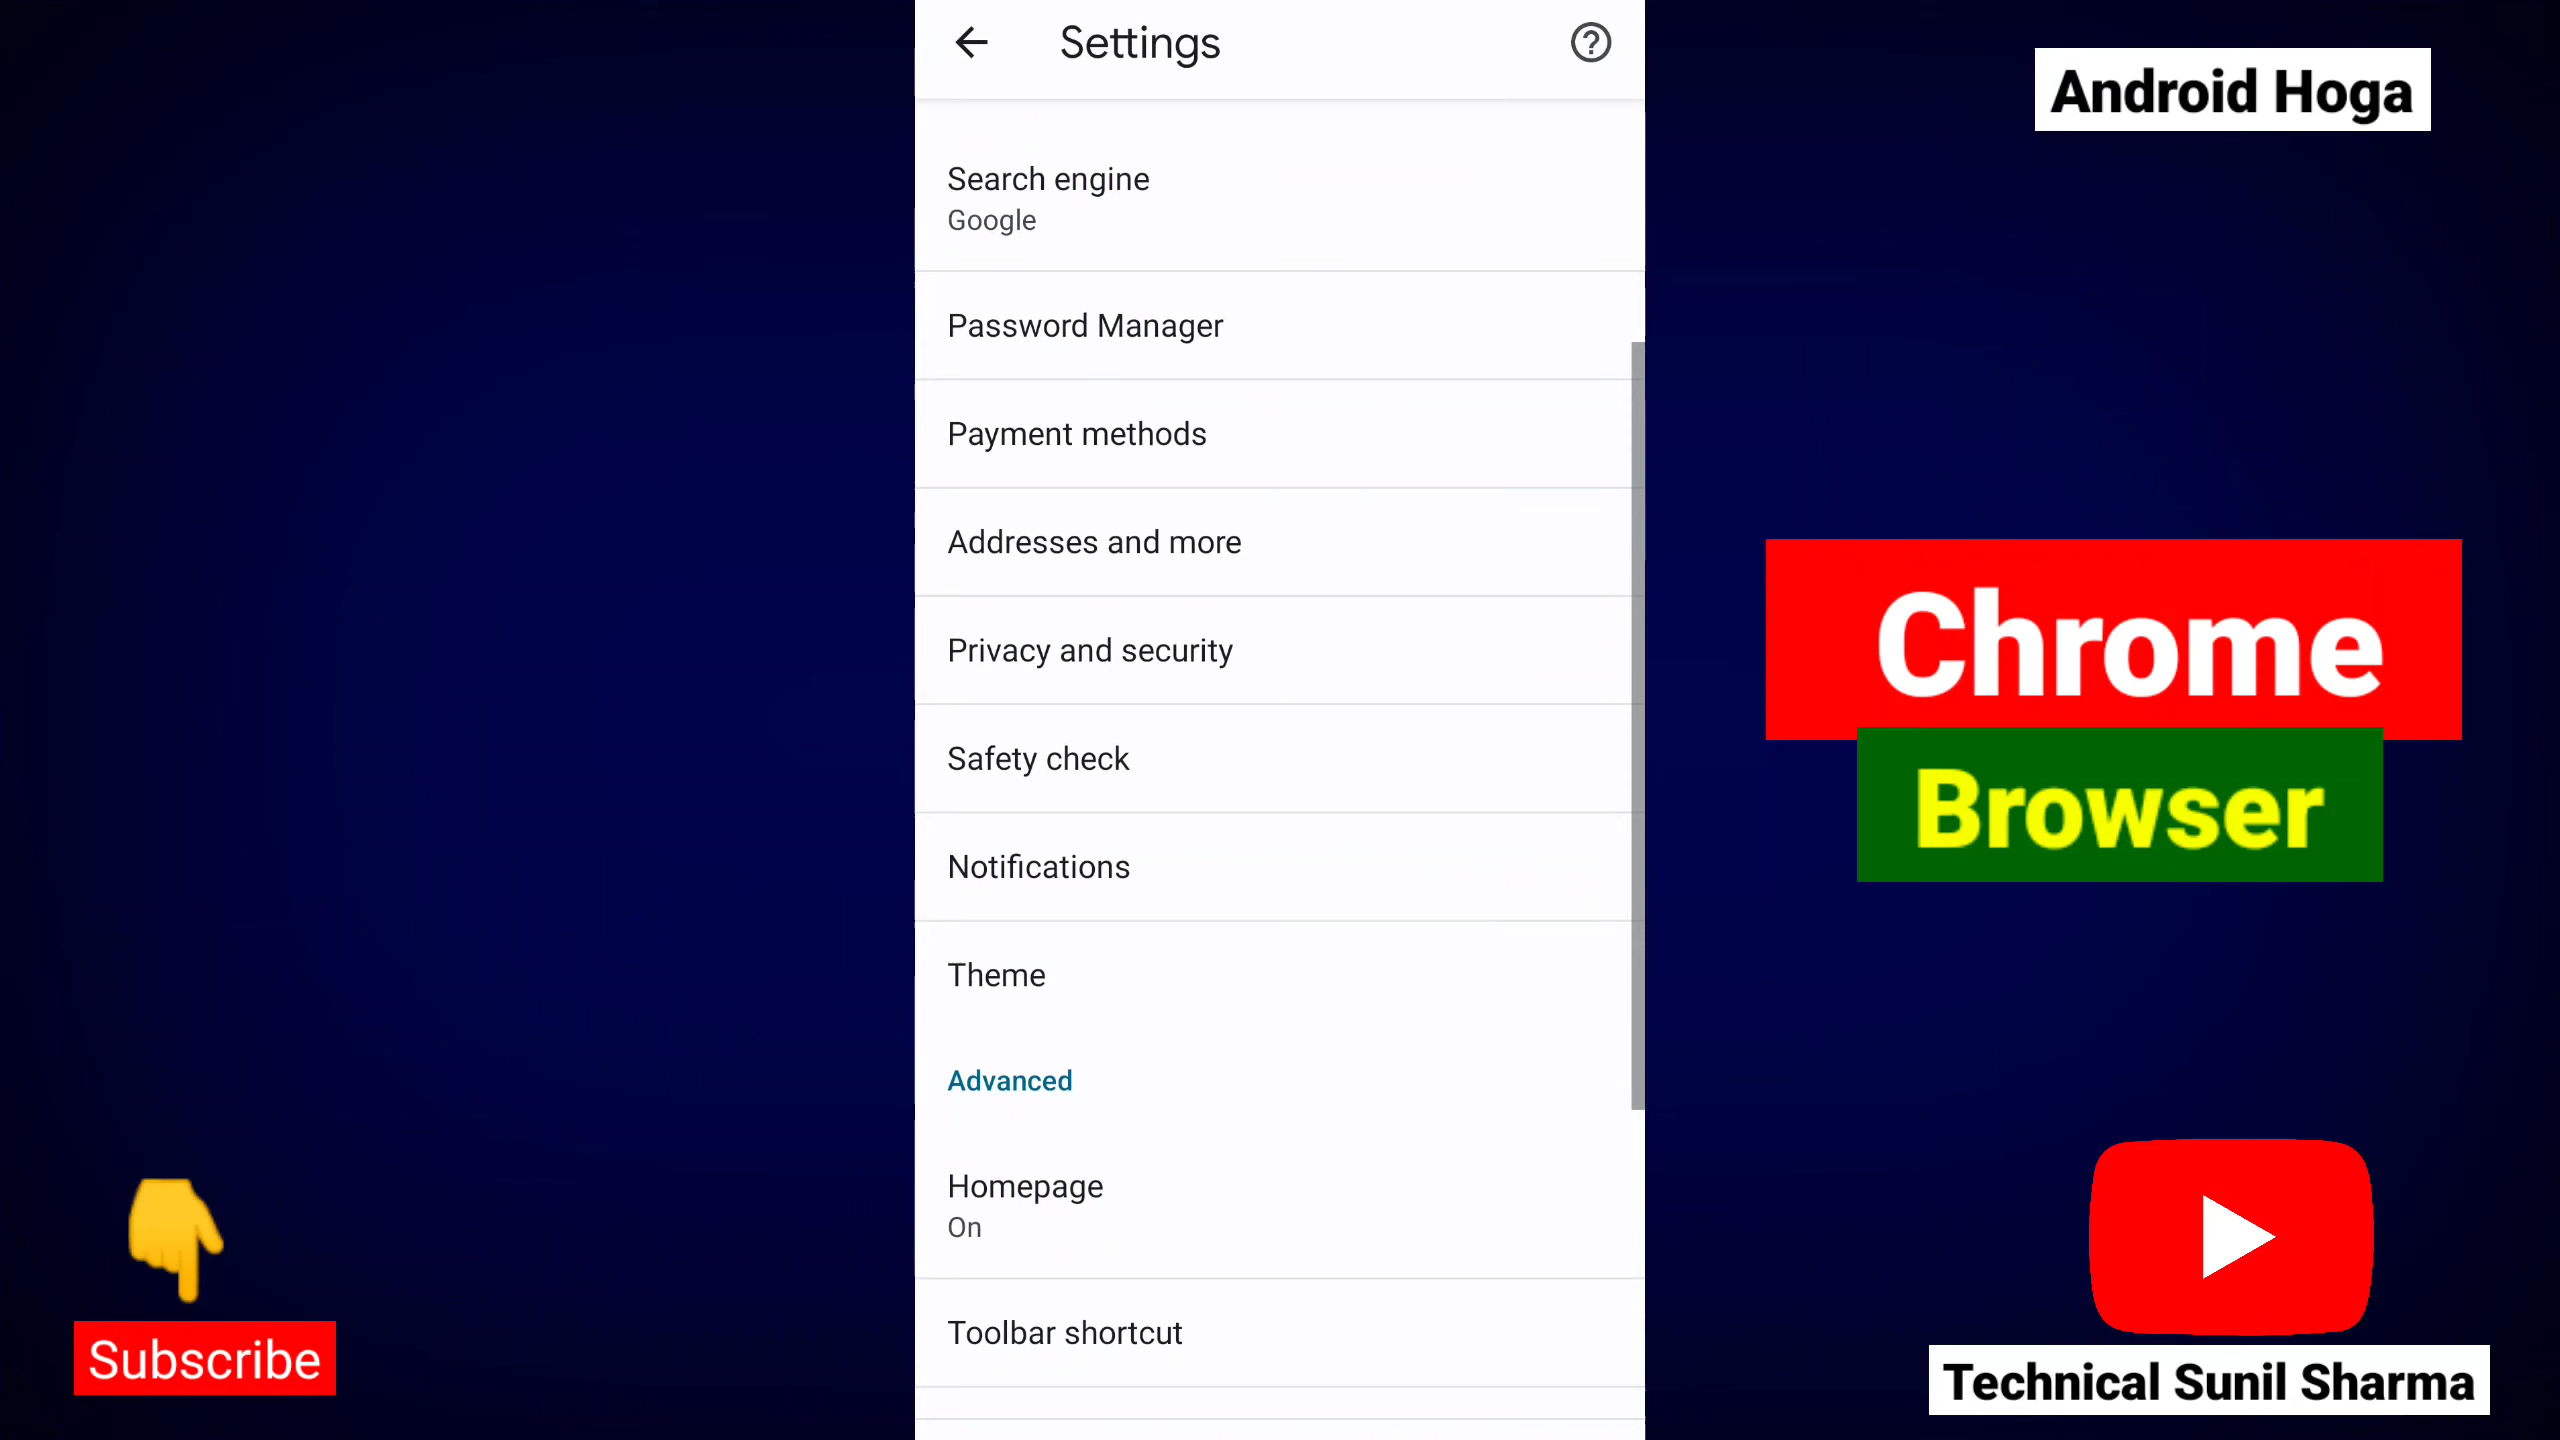 Settings
Search engine
Google
Password Manager
Payment methods
Addresses and more
Privacy and security
Safety check
Notifications
Theme
Advanced
Homepage
On
Toolbar shortcut
Android Hoga
Chrome
Browser
Technical Sunil Sharma
Subscribe